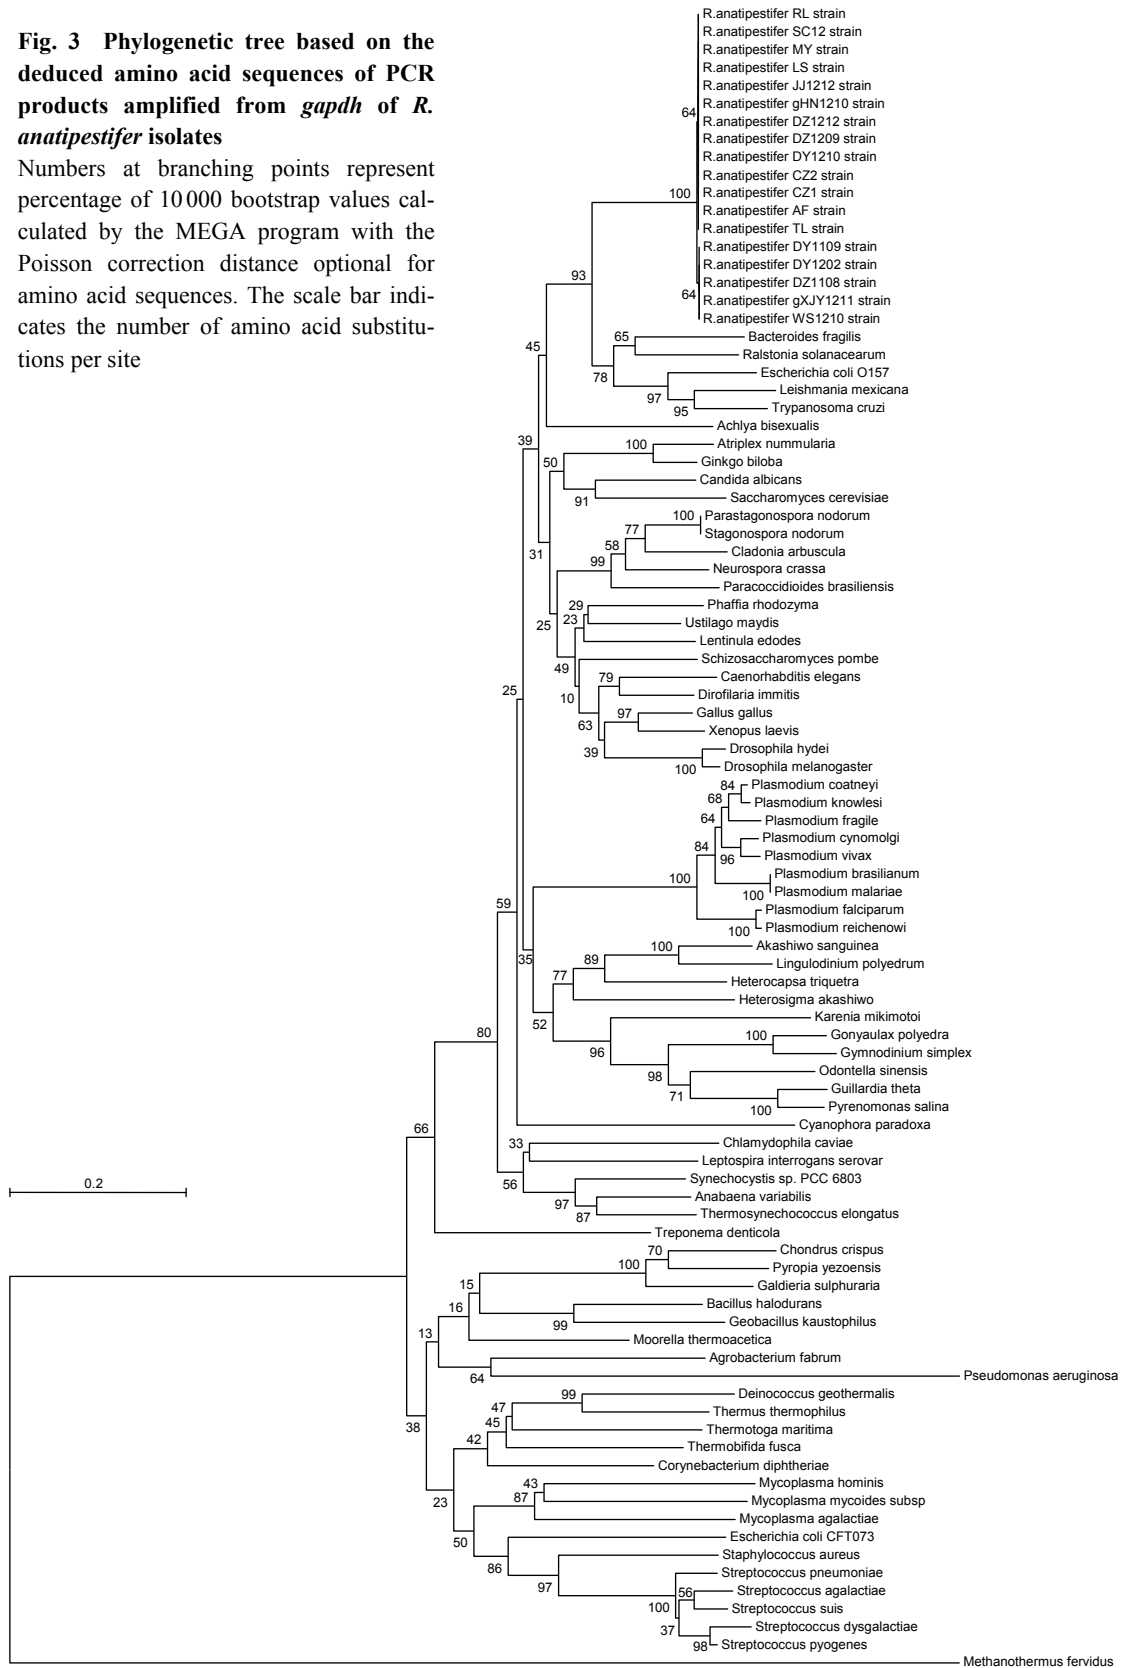 Fig. 3 Phylogenetic tree based on the
deduced amino acid sequences of PCR
products amplified from gapdh of R.
anatipestifer isolates
Numbers at branching points represent
percentage of 10 000 bootstrap values cal-
culated by the MEGA program with the
Poisson correction distance optional for
amino acid sequences. The scale bar indi-
cates the number of amino acid substitu-
tions per site
R.anatipestifer RL strain
R.anatipestifer SC12 strain
R.anatipestifer MY strain
R.anatipestifer LS strain
R.anatipestifer JJ1212 strain
R.anatipestifer gHN1210 strain
64
R.anatipestifer DZ1212 strain
R.anatipestifer DZ1209 strain
R.anatipestifer DY1210 strain
R.anatipestifer CZ2 strain
100
R.anatipestifer CZ1 strain
R.anatipestifer AF strain
R.anatipestifer TL strain
R.anatipestifer DY1109 strain
R.anatipestifer DY1202 strain
93
R.anatipestifer DZ1108 strain
64
R.anatipestifer gXJY1211 strain
R.anatipestifer WS1210 strain
65
Bacteroides fragilis
45
Ralstonia solanacearum
78
Escherichia coli O157
97
Leishmania mexicana
95
Trypanosoma cruzi
Achlya bisexualis
39
100
Atriplex nummularia
50
Ginkgo biloba
Candida albicans
91
Saccharomyces cerevisiae
100
Parastagonospora nodorum
77
Stagonospora nodorum
58
31
Cladonia arbuscula
99
Neurospora crassa
Paracoccidioides brasiliensis
29
Phaffia rhodozyma
25
23
Ustilago maydis
Lentinula edodes
49
Schizosaccharomyces pombe
79
Caenorhabditis elegans
25
10
Dirofilaria immitis
97
Gallus gallus
63
Xenopus laevis
39
Drosophila hydei
100
Drosophila melanogaster
84
Plasmodium coatneyi
68
Plasmodium knowlesi
64
Plasmodium fragile
Plasmodium cynomolgi
84
96
Plasmodium vivax
100
Plasmodium brasilianum
100
Plasmodium malariae
59
Plasmodium falciparum
100
Plasmodium reichenowi
100
Akashiwo sanguinea
35
89
Lingulodinium polyedrum
77
Heterocapsa triquetra
Heterosigma akashiwo
52
Karenia mikimotoi
80
100
Gonyaulax polyedra
96
Gymnodinium simplex
98
Odontella sinensis
71
Guillardia theta
100
Pyrenomonas salina
66
Cyanophora paradoxa
33
Chlamydophila caviae
Leptospira interrogans serovar
0.2
56
Synechocystis sp. PCC 6803
97
Anabaena variabilis
87
Thermosynechococcus elongatus
Treponema denticola
70
Chondrus crispus
100
Pyropia yezoensis
15
Galdieria sulphuraria
16
Bacillus halodurans
99
Geobacillus kaustophilus
13
Moorella thermoacetica
Agrobacterium fabrum
64
Pseudomonas aeruginosa
99
Deinococcus geothermalis
47
Thermus thermophilus
38
45
Thermotoga maritima
42
Thermobifida fusca
Corynebacterium diphtheriae
43
Mycoplasma hominis
23
87
Mycoplasma mycoides subsp
Mycoplasma agalactiae
50
Escherichia coli CFT073
86
Staphylococcus aureus
97
Streptococcus pneumoniae
56
Streptococcus agalactiae
100
Streptococcus suis
37
Streptococcus dysgalactiae
98
Streptococcus pyogenes
Methanothermus fervidus